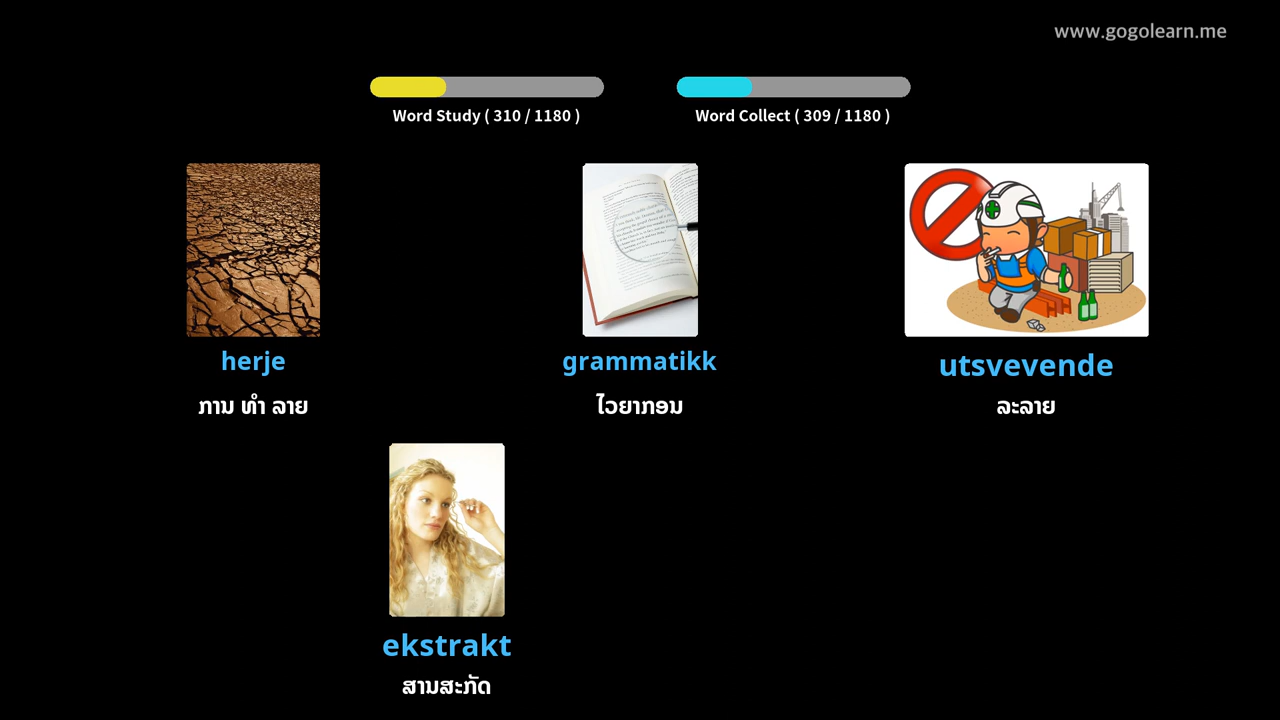 www.gogolearn.me
Word Study ( 310 / 1180 )
Word Collect ( 309 / 1180 )
herje
grammatikk
utsvevende
ການ ທຳ ລາຍ
ໄວຍາກອນ
ລະລາຍ
ekstrakt
ສານສະກັດ